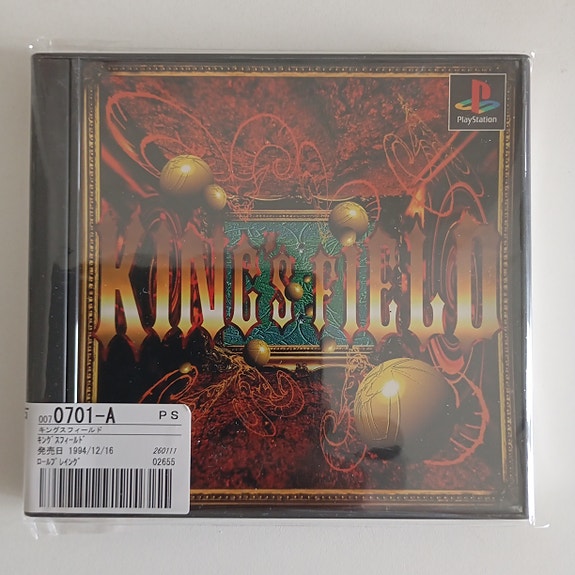 PlayStation
KING'S FIELD
0070701-A PS
キングスフィールド
ｷﾝｸﾞｽﾌｨｰﾙﾄﾞ
発売日 1994/12/16 260111
ﾛｰﾙﾌﾟﾚｲﾝｸﾞ 02655